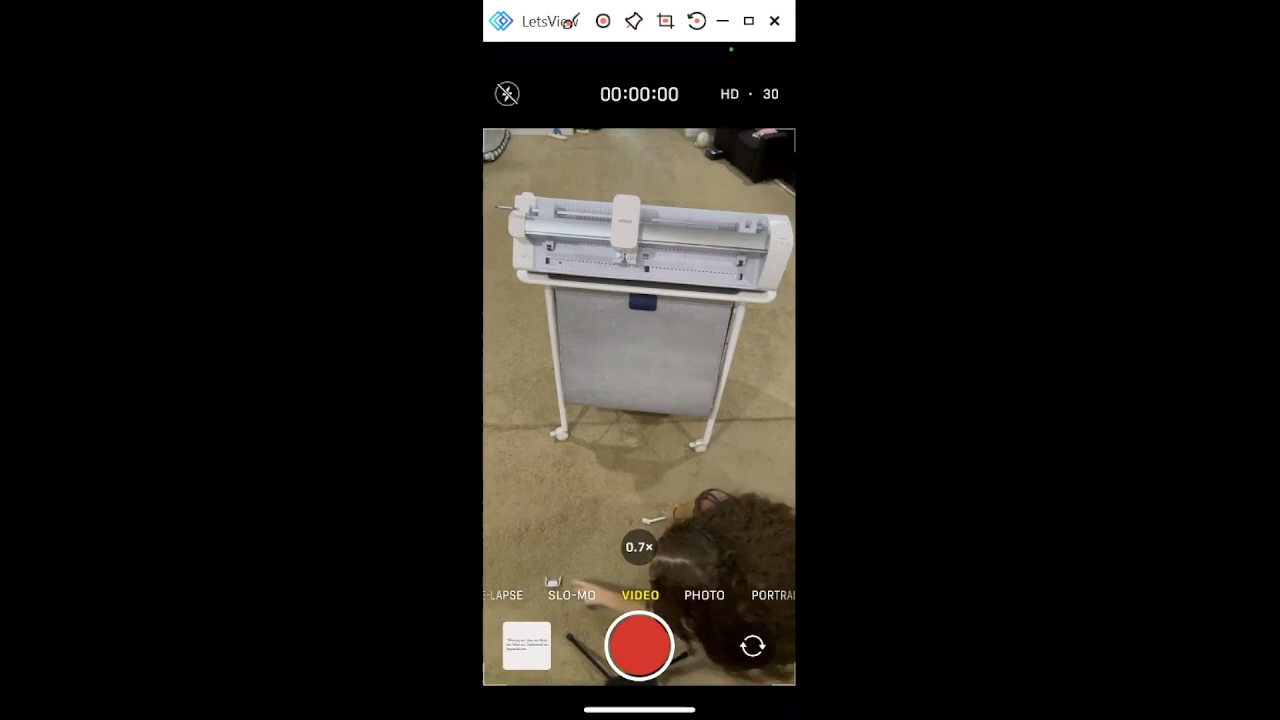 LetsView
00:00:00
HD · 30
0.7×
E-LAPSE SLO-MO VIDEO PHOTO PORTRAI